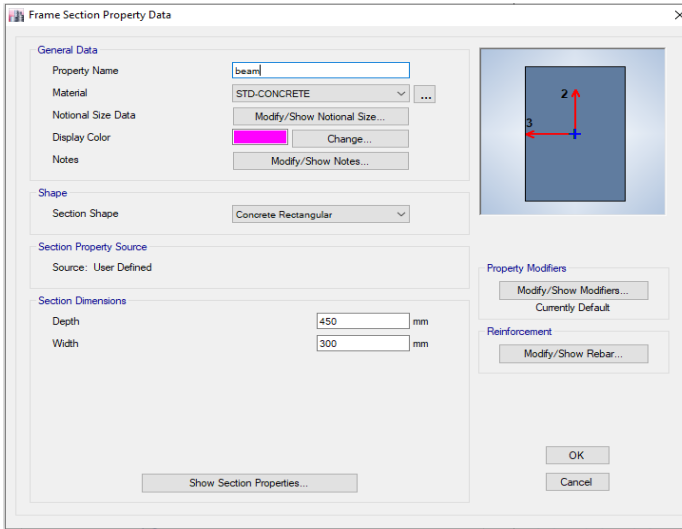 Frame Section Property Data
General Data
Property Name beam
Material STD-CONCRETE ...
Notional Size Data Modify/Show Notional Size...
Display Color Change...
Notes Modify/Show Notes...
2
3
Shape
Section Shape Concrete Rectangular
Section Property Source
Source: User Defined
Property Modifiers
Modify/Show Modifiers...
Currently Default
Section Dimensions
Depth 450 mm
Width 300 mm
Reinforcement
Modify/Show Rebar...
Show Section Properties...
OK
Cancel